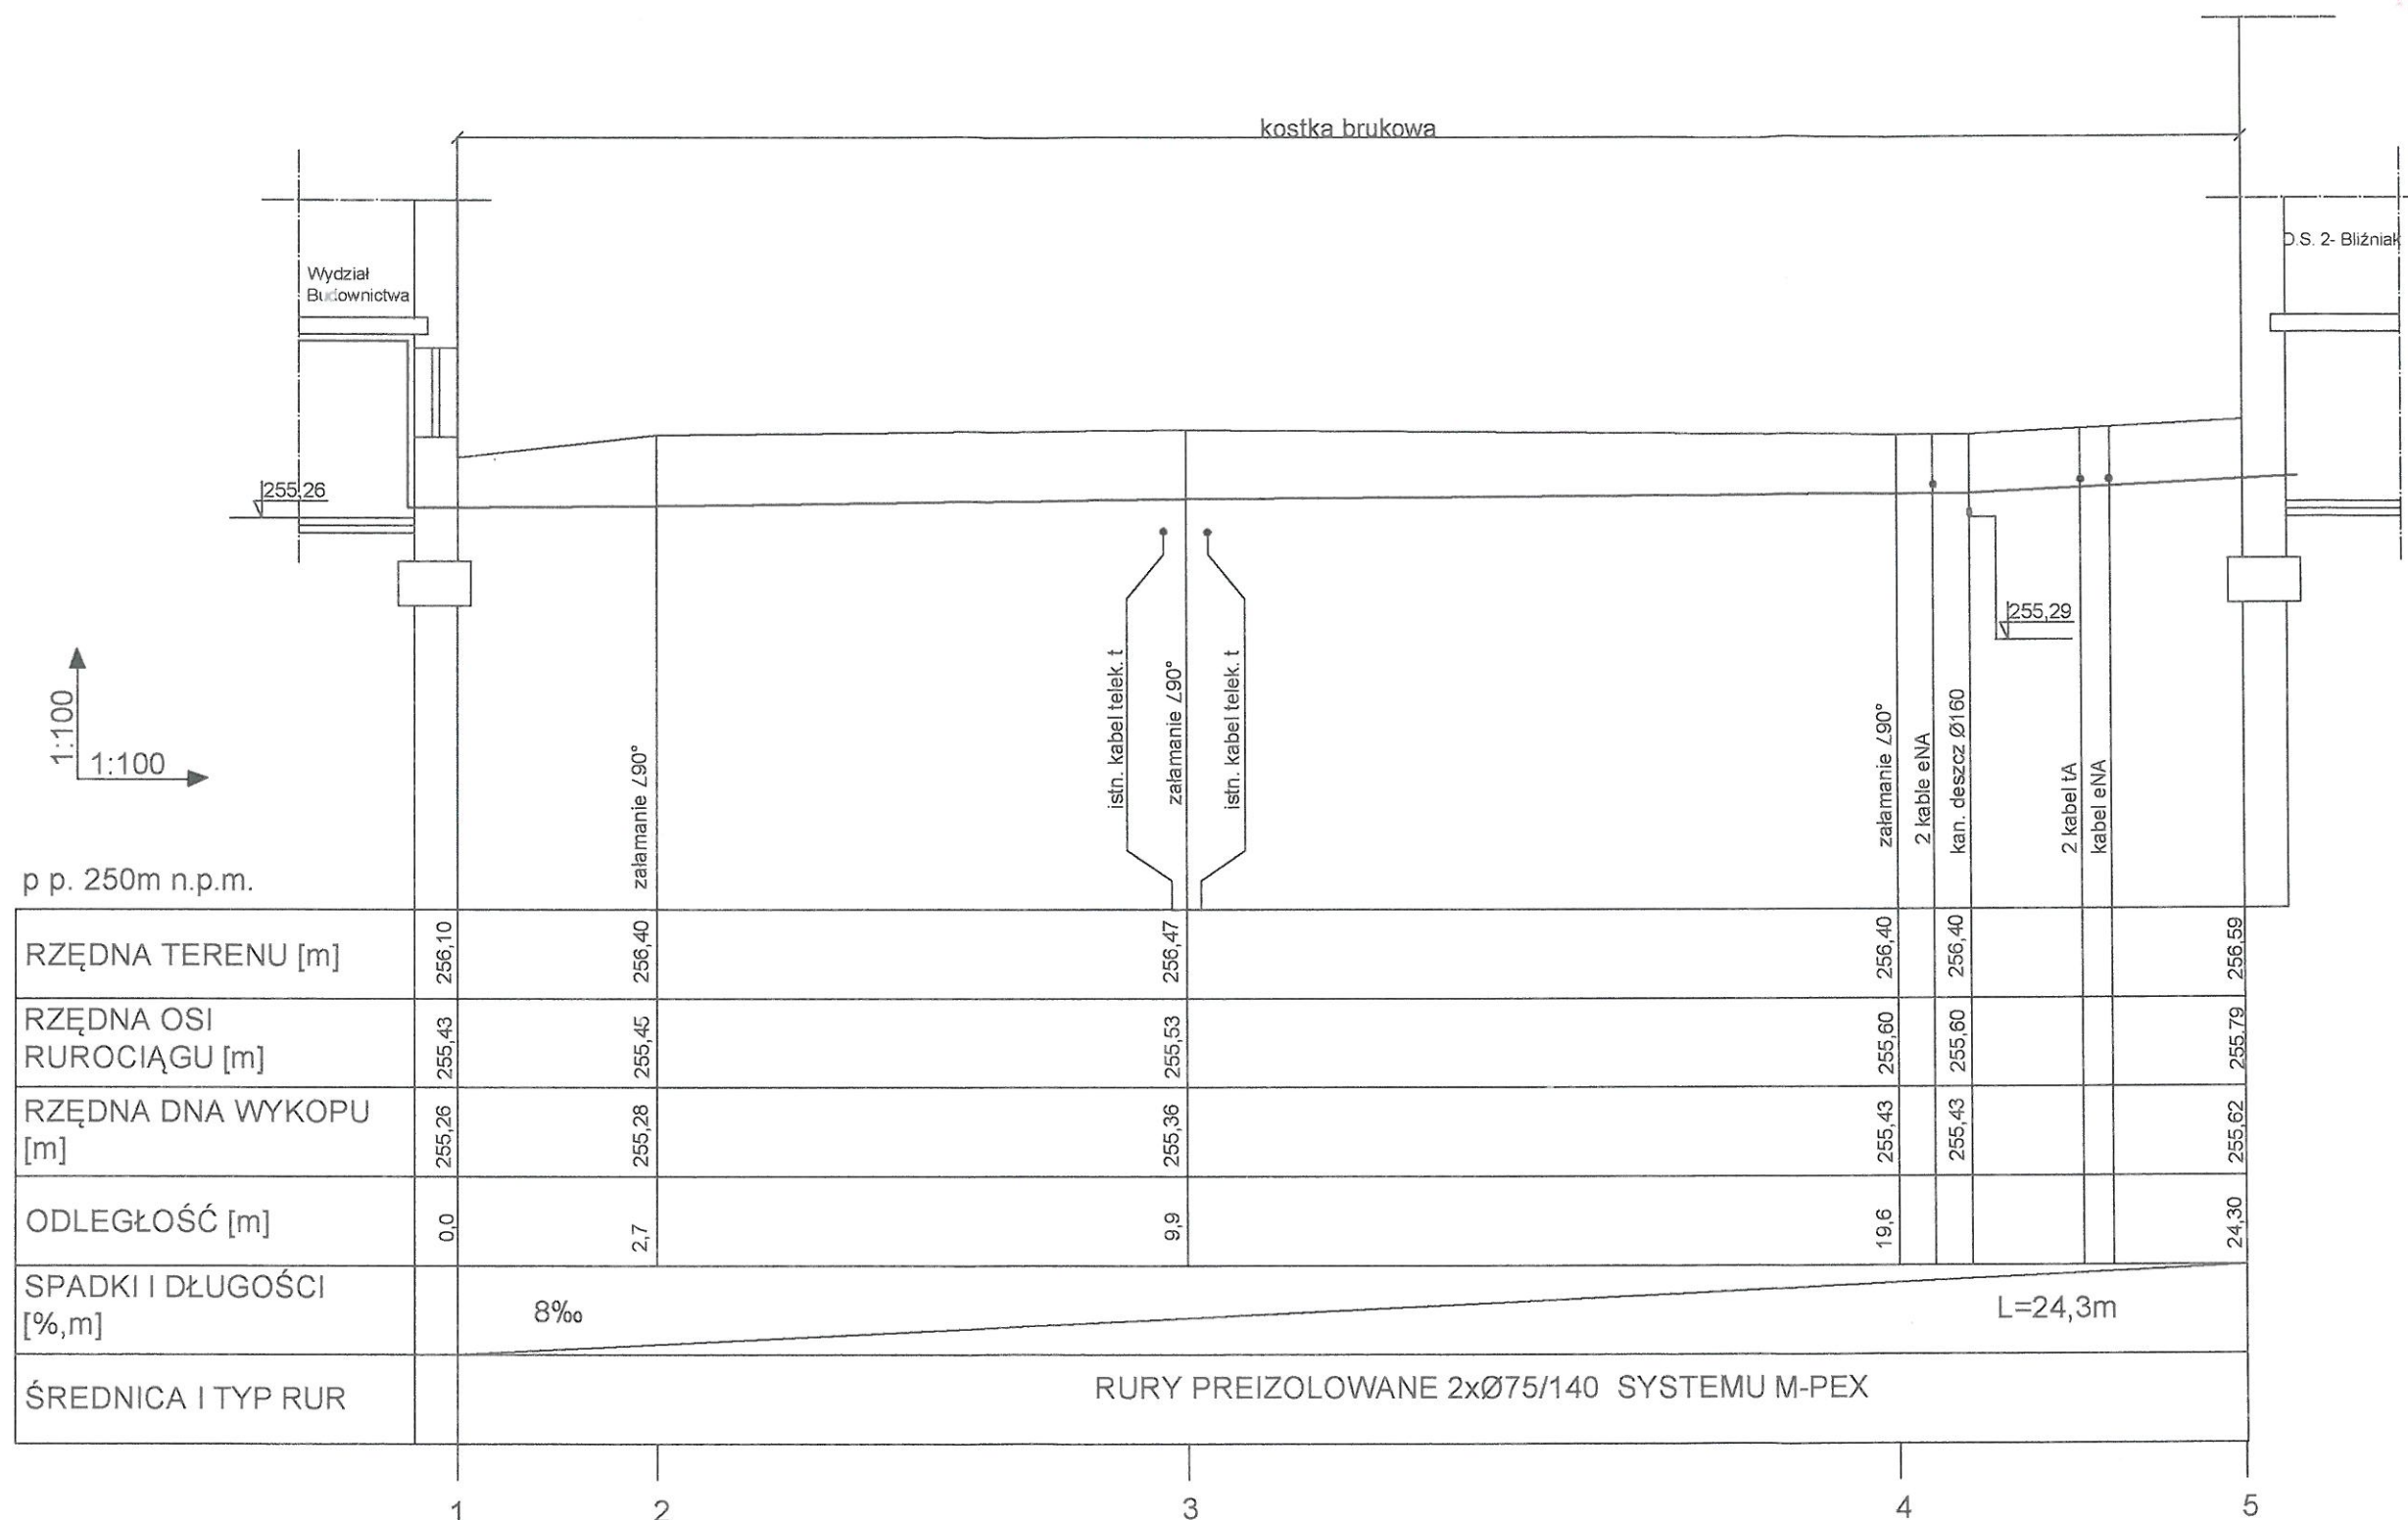 kostka brukowa
Wydział
Budownictwa
D.S. 2- Bliźniak
255,26
255,29
1:100
1:100
załamanie ∠90°
istn. kabel telek. t
załamanie ∠90°
istn. kabel telek. t
załamanie ∠90°
2 kable eNA
kan. deszcz Ø160
2 kabel tA
kabel eNA
p p. 250m n.p.m.
RZĘDNA TERENU [m]
256,10
256,40
256,47
256,40
256,40
256,59
RZĘDNA OSI
RUROCIĄGU [m]
255,43
255,45
255,53
255,60
255,60
255.79
RZĘDNA DNA WYKOPU
[m]
255,26
255,28
255,36
255,43
255,43
255,62
ODLEGŁOŚĆ [m]
0,0
2,7
9,9
19,6
24,30
SPADKI I DŁUGOŚCI
[%,m]
8‰
L=24,3m
ŚREDNICA I TYP RUR
RURY PREIZOLOWANE 2xØ75/140 SYSTEMU M-PEX
1
2
3
4
5